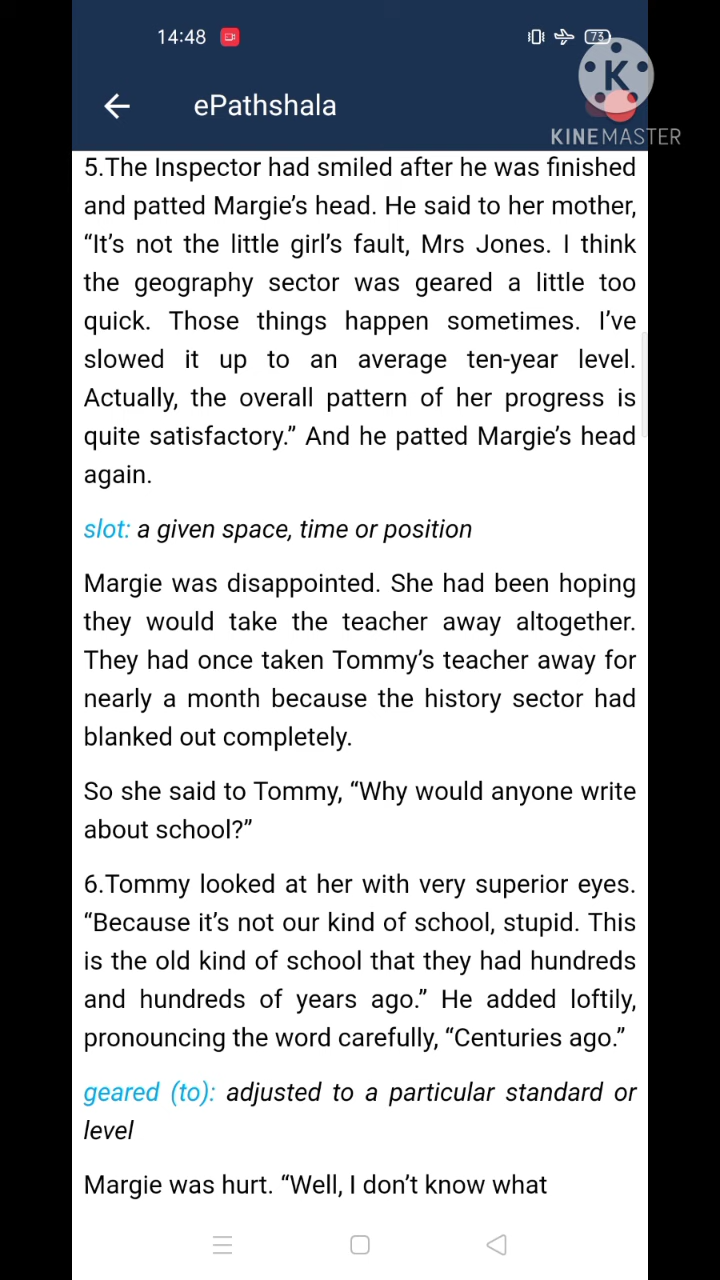 14:48
73
K
ePathshala
KINEMASTER
5.The Inspector had smiled after he was finished
and patted Margie’s head. He said to her mother,
“It’s not the little girl’s fault, Mrs Jones. I think
the geography sector was geared a little too
quick. Those things happen sometimes. I’ve
slowed it up to an average ten-year level.
Actually, the overall pattern of her progress is
quite satisfactory.” And he patted Margie’s head
again.
slot: a given space, time or position
Margie was disappointed. She had been hoping
they would take the teacher away altogether.
They had once taken Tommy’s teacher away for
nearly a month because the history sector had
blanked out completely.
So she said to Tommy, “Why would anyone write
about school?”
6.Tommy looked at her with very superior eyes.
“Because it’s not our kind of school, stupid. This
is the old kind of school that they had hundreds
and hundreds of years ago.” He added loftily,
pronouncing the word carefully, “Centuries ago.”
geared (to): adjusted to a particular standard or
level
Margie was hurt. “Well, I don’t know what